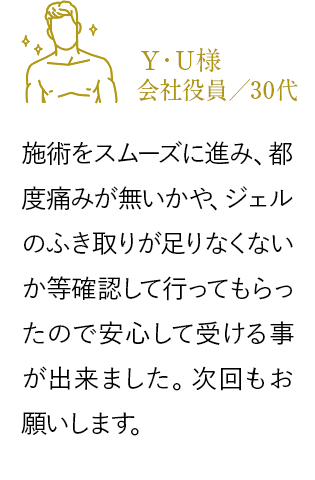 Y・U様
会社役員／30代
施術をスムーズに進み、都
度痛みが無いかや、ジェル
のふき取りが足りなくない
か等確認して行ってもらっ
たので安心して受ける事
が出来ました。次回もお
願いします。